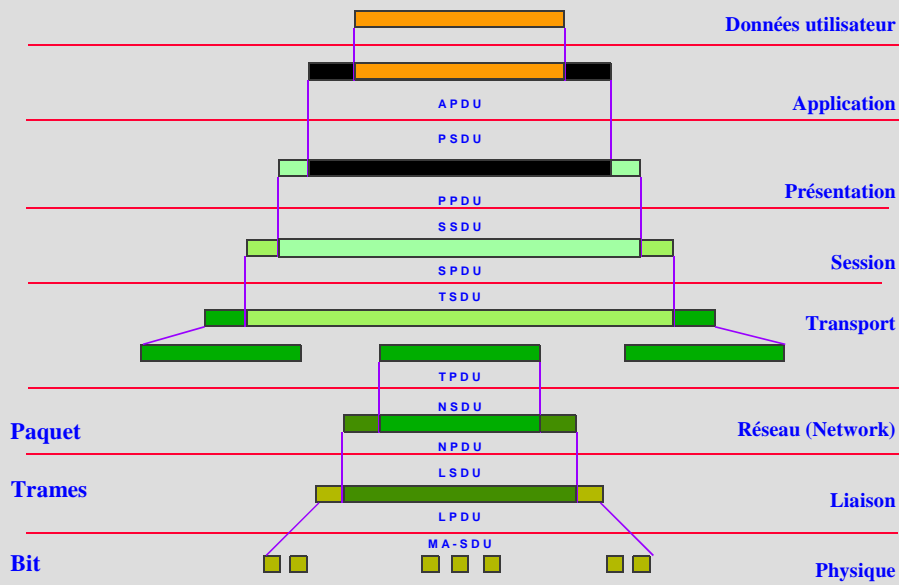 Données utilisateur
APDU
Application
PSDU
Présentation
PPDU
SSDU
Session
SPDU
TSDU
Transport
TPDU
NSDU
Paquet
Réseau (Network)
NPDU
LSDU
Trames
Liaison
LPDU
MA-SDU
Bit
Physique